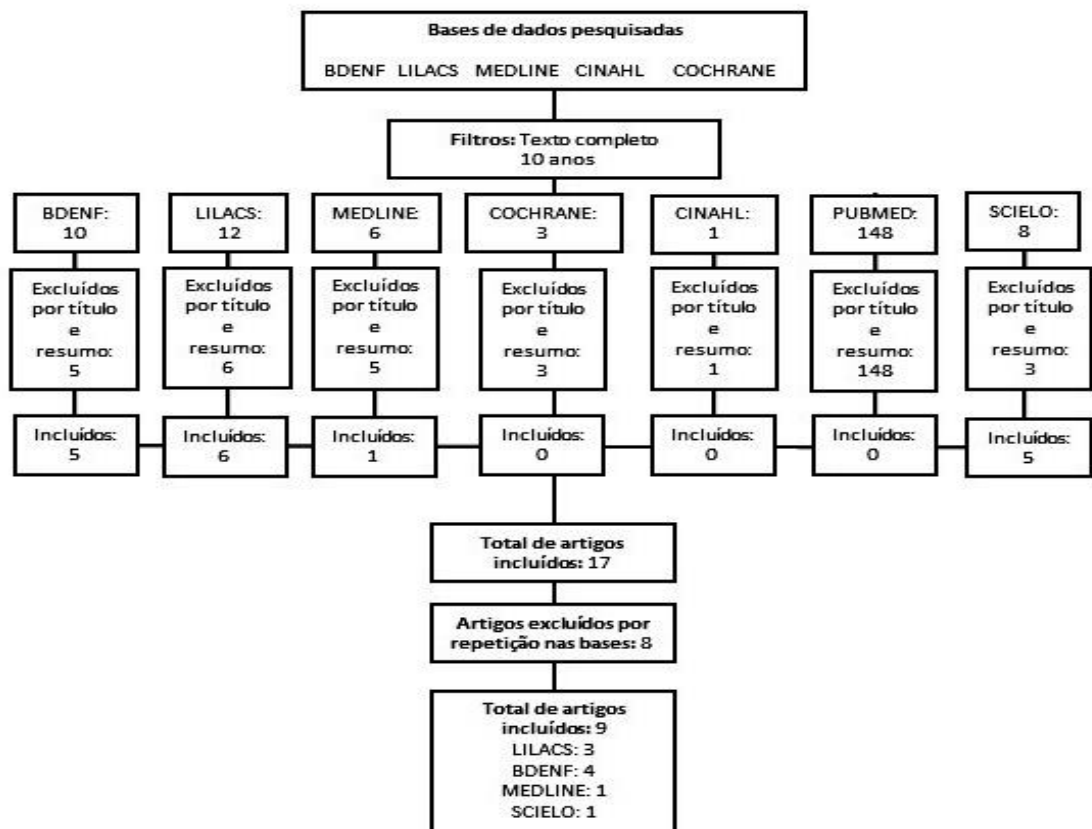 Bases de dados pesquisadas
BDENF LILACS MEDLINE CINAHL COCHRANE
Filtros: Texto completo
10 anos
BDENF:
10
LILACS:
12
MEDLINE:
6
COCHRANE:
3
CINAHL:
1
PUBMED:
148
SCIELO:
8
Excluídos
por título
e
resumo:
5
Excluídos
por título
e
resumo:
6
Excluídos
por título
e
resumo:
5
Excluídos
por título
e
resumo:
3
Excluídos
por título
e
resumo:
1
Excluídos
por título
e
resumo:
148
Excluídos
por título
e
resumo:
3
Incluídos:
5
Incluídos:
6
Incluídos:
1
Incluídos:
0
Incluídos:
0
Incluídos:
0
Incluídos:
5
Total de artigos
incluídos: 17
Artigos excluídos por
repetição nas bases: 8
Total de artigos
incluídos: 9
LILACS: 3
BDENF: 4
MEDLINE: 1
SCIELO: 1